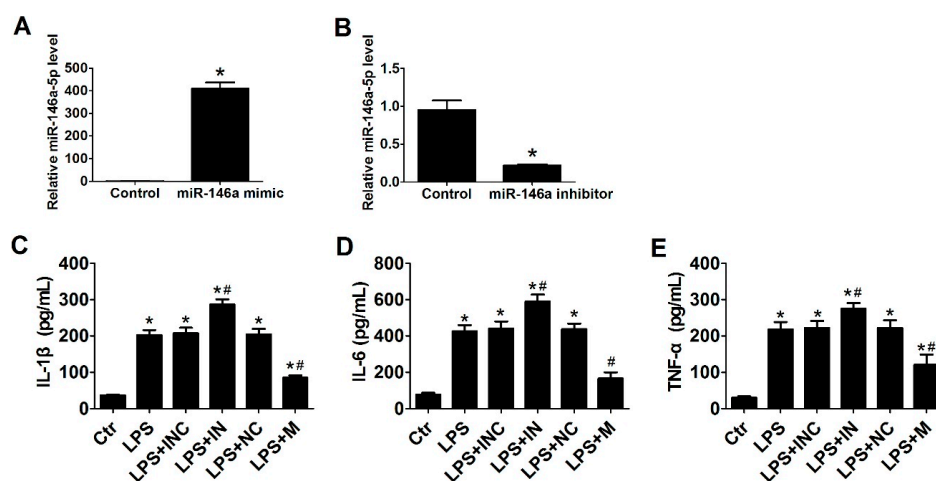 A
Relative miR-146a-5p level
500
400
300
200
100
0
*
Control
miR-146a mimic
B
Relative miR-146a-5p level
1.5
1.0
0.5
0.0
*
Control
miR-146a inhibitor
C
IL-1β (pg/mL)
400
300
200
100
0
*
*
*#
*
*#
Ctr
LPS
LPS+INC
LPS+IN
LPS+NC
LPS+M
D
IL-6 (pg/mL)
800
600
400
200
0
*
*
*#
*
#
Ctr
LPS
LPS+INC
LPS+IN
LPS+NC
LPS+M
E
TNF-α (pg/mL)
400
300
200
100
0
*
*
*#
*
*#
Ctr
LPS
LPS+INC
LPS+IN
LPS+NC
LPS+M